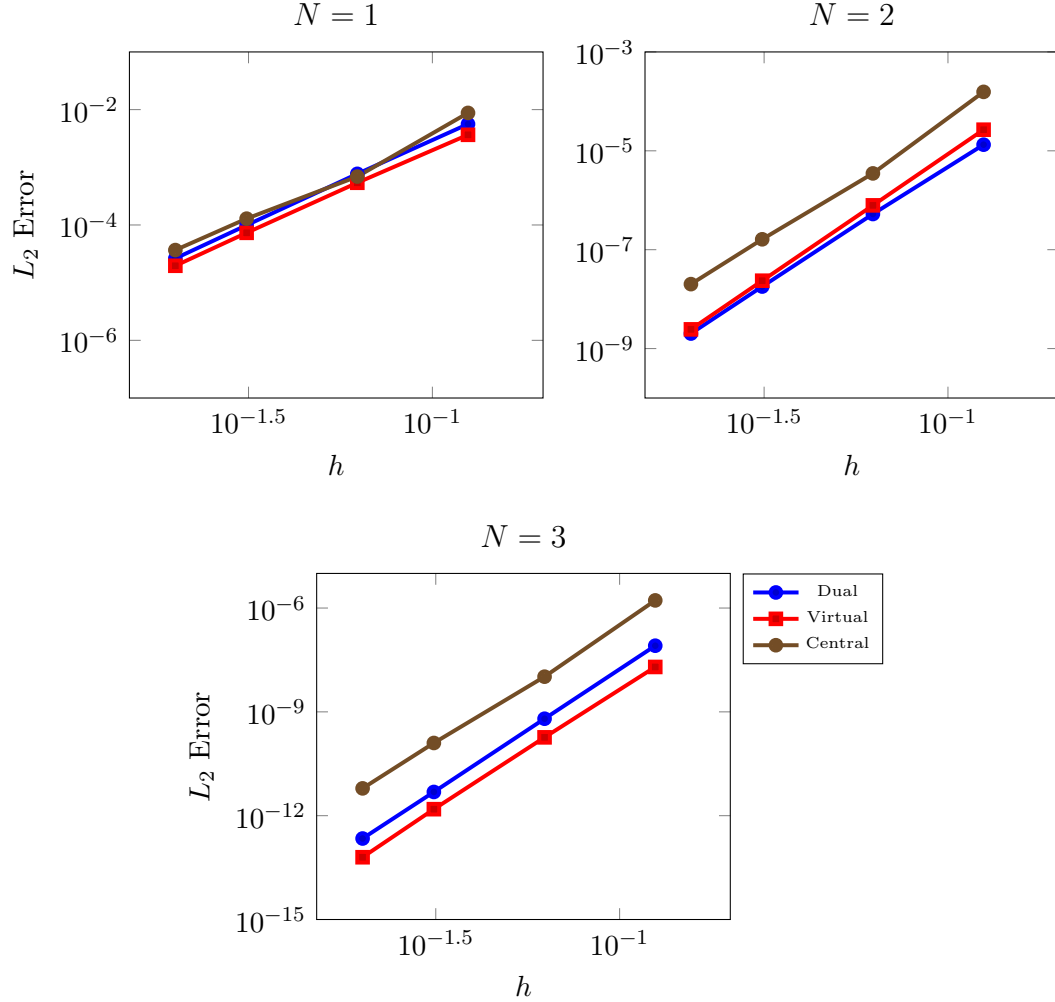 N = 1
10^{-2}
10^{-4}
10^{-6}
L_2 Error
10^{-1.5}
10^{-1}
h
N = 2
10^{-3}
10^{-5}
10^{-7}
10^{-9}
10^{-1.5}
10^{-1}
h
N = 3
10^{-6}
10^{-9}
10^{-12}
10^{-15}
L_2 Error
10^{-1.5}
10^{-1}
h
Dual
Virtual
Central